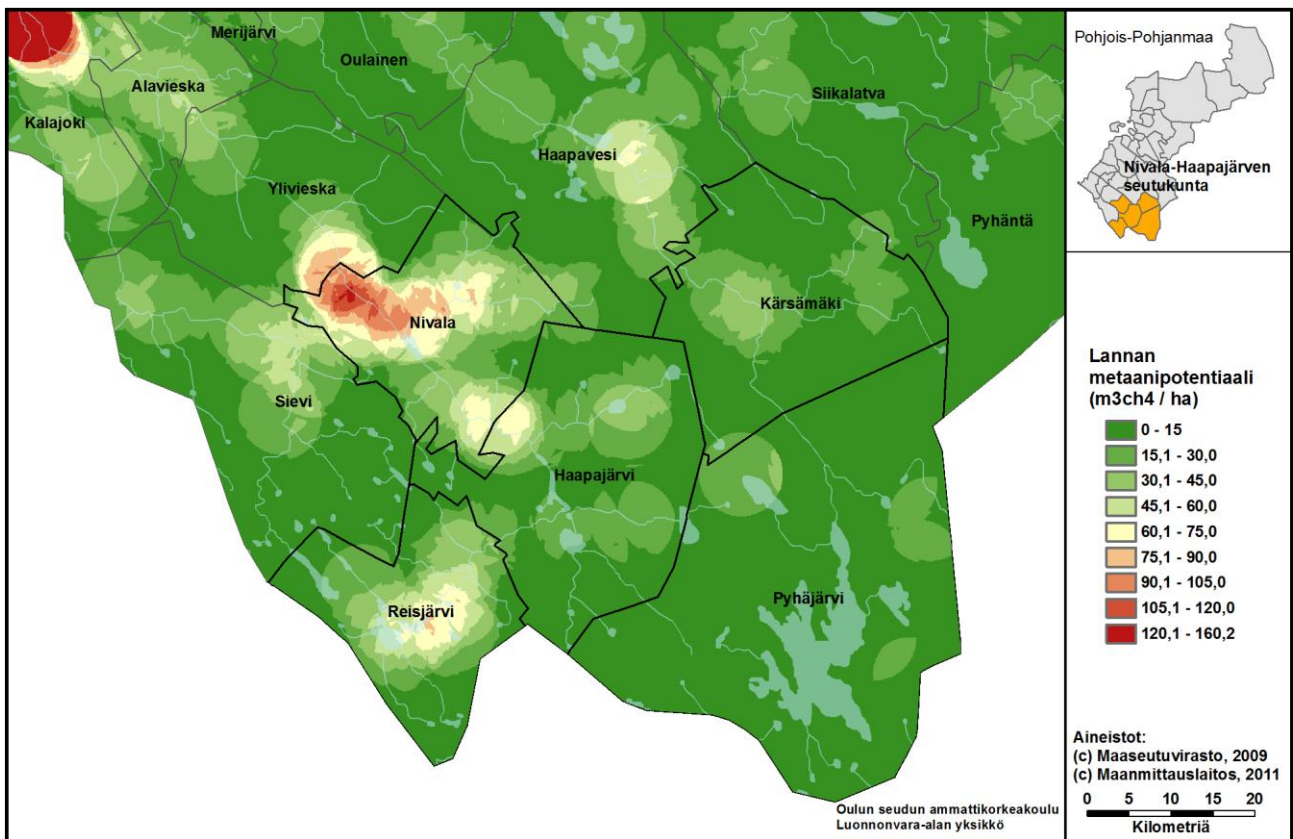 Merijärvi
Oulainen
Alavieska
Siikalatva
Kalajoki
Haapavesi
Ylivieska
Pyhäntä
Kärsämäki
Nivala
Sievi
Haapajärvi
Reisjärvi
Pyhäjärvi
Oulun seudun ammattikorkeakoulu
Luonnonvara-alan yksikkö
Pohjois-Pohjanmaa
Nivala-Haapajärven
seutukunta
Lannan
metaanipotentiaali
(m3ch4 / ha)
0 - 15
15,1 - 30,0
30,1 - 45,0
45,1 - 60,0
60,1 - 75,0
75,1 - 90,0
90,1 - 105,0
105,1 - 120,0
120,1 - 160,2
Aineistot:
(c) Maaseutuvirasto, 2009
(c) Maanmittauslaitos, 2011
0 5 10 15 20
Kilometriä